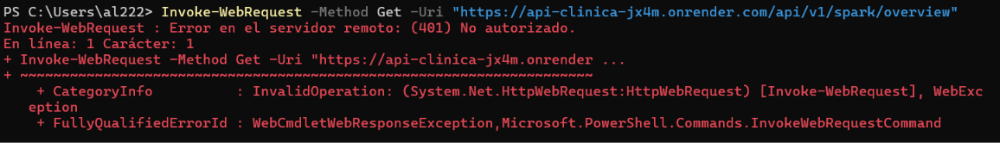 PS C:\Users\al222> Invoke-WebRequest -Method Get -Uri "https://api-clinica-jx4m.onrender.com/api/v1/spark/overview"
Invoke-WebRequest : Error en el servidor remoto: (401) No autorizado.
En línea: 1 Carácter: 1
+ Invoke-WebRequest -Method Get -Uri "https://api-clinica-jx4m.onrender ...
+ ~~~~~~~~~~~~~~~~~~~~~~~~~~~~~~~~~~~~~~~~~~~~~~~~~~~~~~~~~~~~~~~~~~~~~
    + CategoryInfo          : InvalidOperation: (System.Net.HttpWebRequest:HttpWebRequest) [Invoke-WebRequest], WebExc
   eption
    + FullyQualifiedErrorId : WebCmdletWebResponseException,Microsoft.PowerShell.Commands.InvokeWebRequestCommand